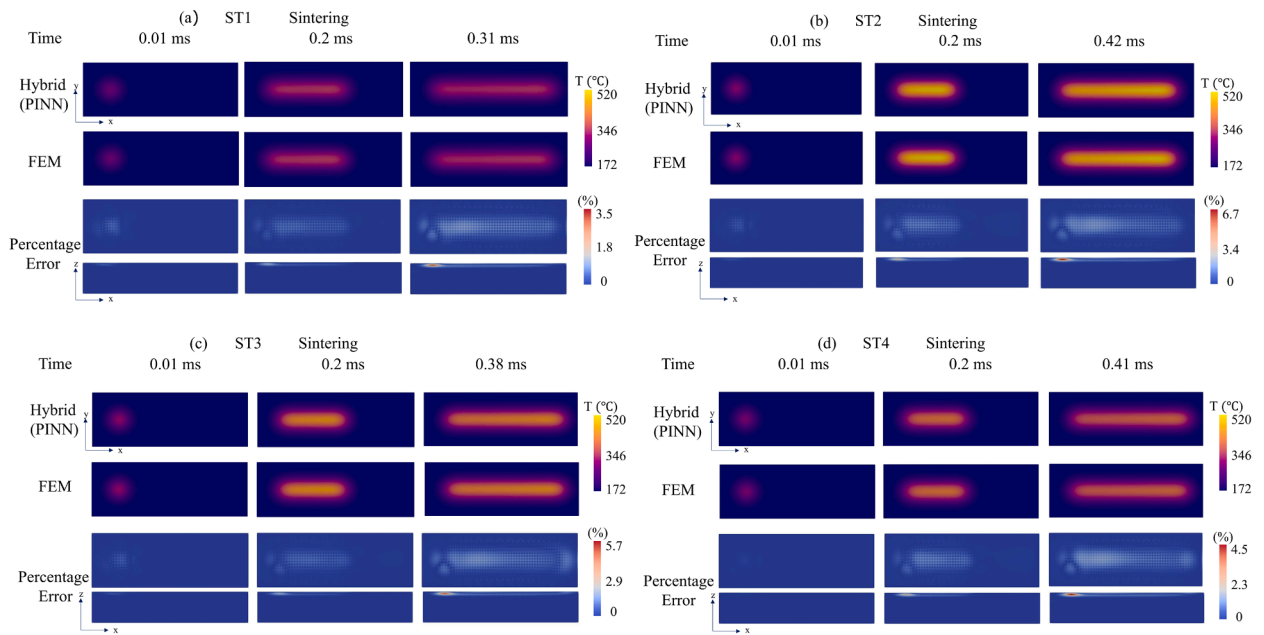 (a) ST1 Sintering
Time 0.01 ms 0.2 ms 0.31 ms
Hybrid
(PINN)
y
x
T (℃)
520
346
172
FEM
(%)
3.5
1.8
0
Percentage
Error
z
x
(b) ST2 Sintering
Time 0.01 ms 0.2 ms 0.42 ms
Hybrid
(PINN)
y
x
T (℃)
520
346
172
FEM
(%)
6.7
3.4
0
Percentage
Error
z
x
(c) ST3 Sintering
Time 0.01 ms 0.2 ms 0.38 ms
Hybrid
(PINN)
y
x
T (℃)
520
346
172
FEM
(%)
5.7
2.9
0
Percentage
Error
z
x
(d) ST4 Sintering
Time 0.01 ms 0.2 ms 0.41 ms
Hybrid
(PINN)
y
x
T (℃)
520
346
172
FEM
(%)
4.5
2.3
0
Percentage
Error
z
x